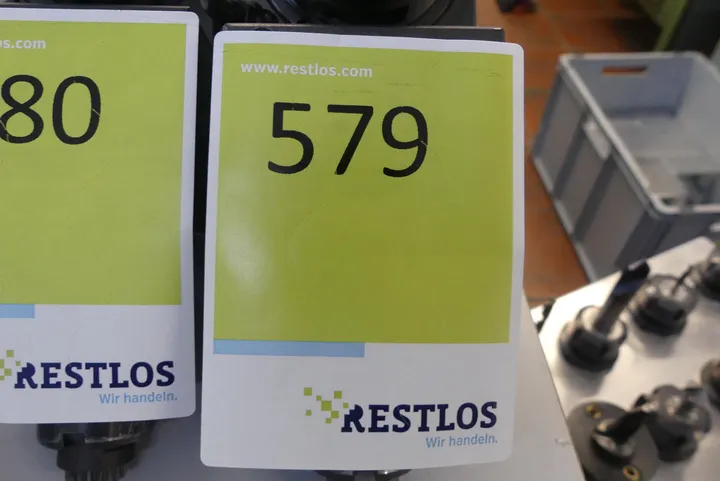 os.com
80
RESTLOS
Wir handeln.
www.restlos.com
579
RESTLOS
Wir handeln.